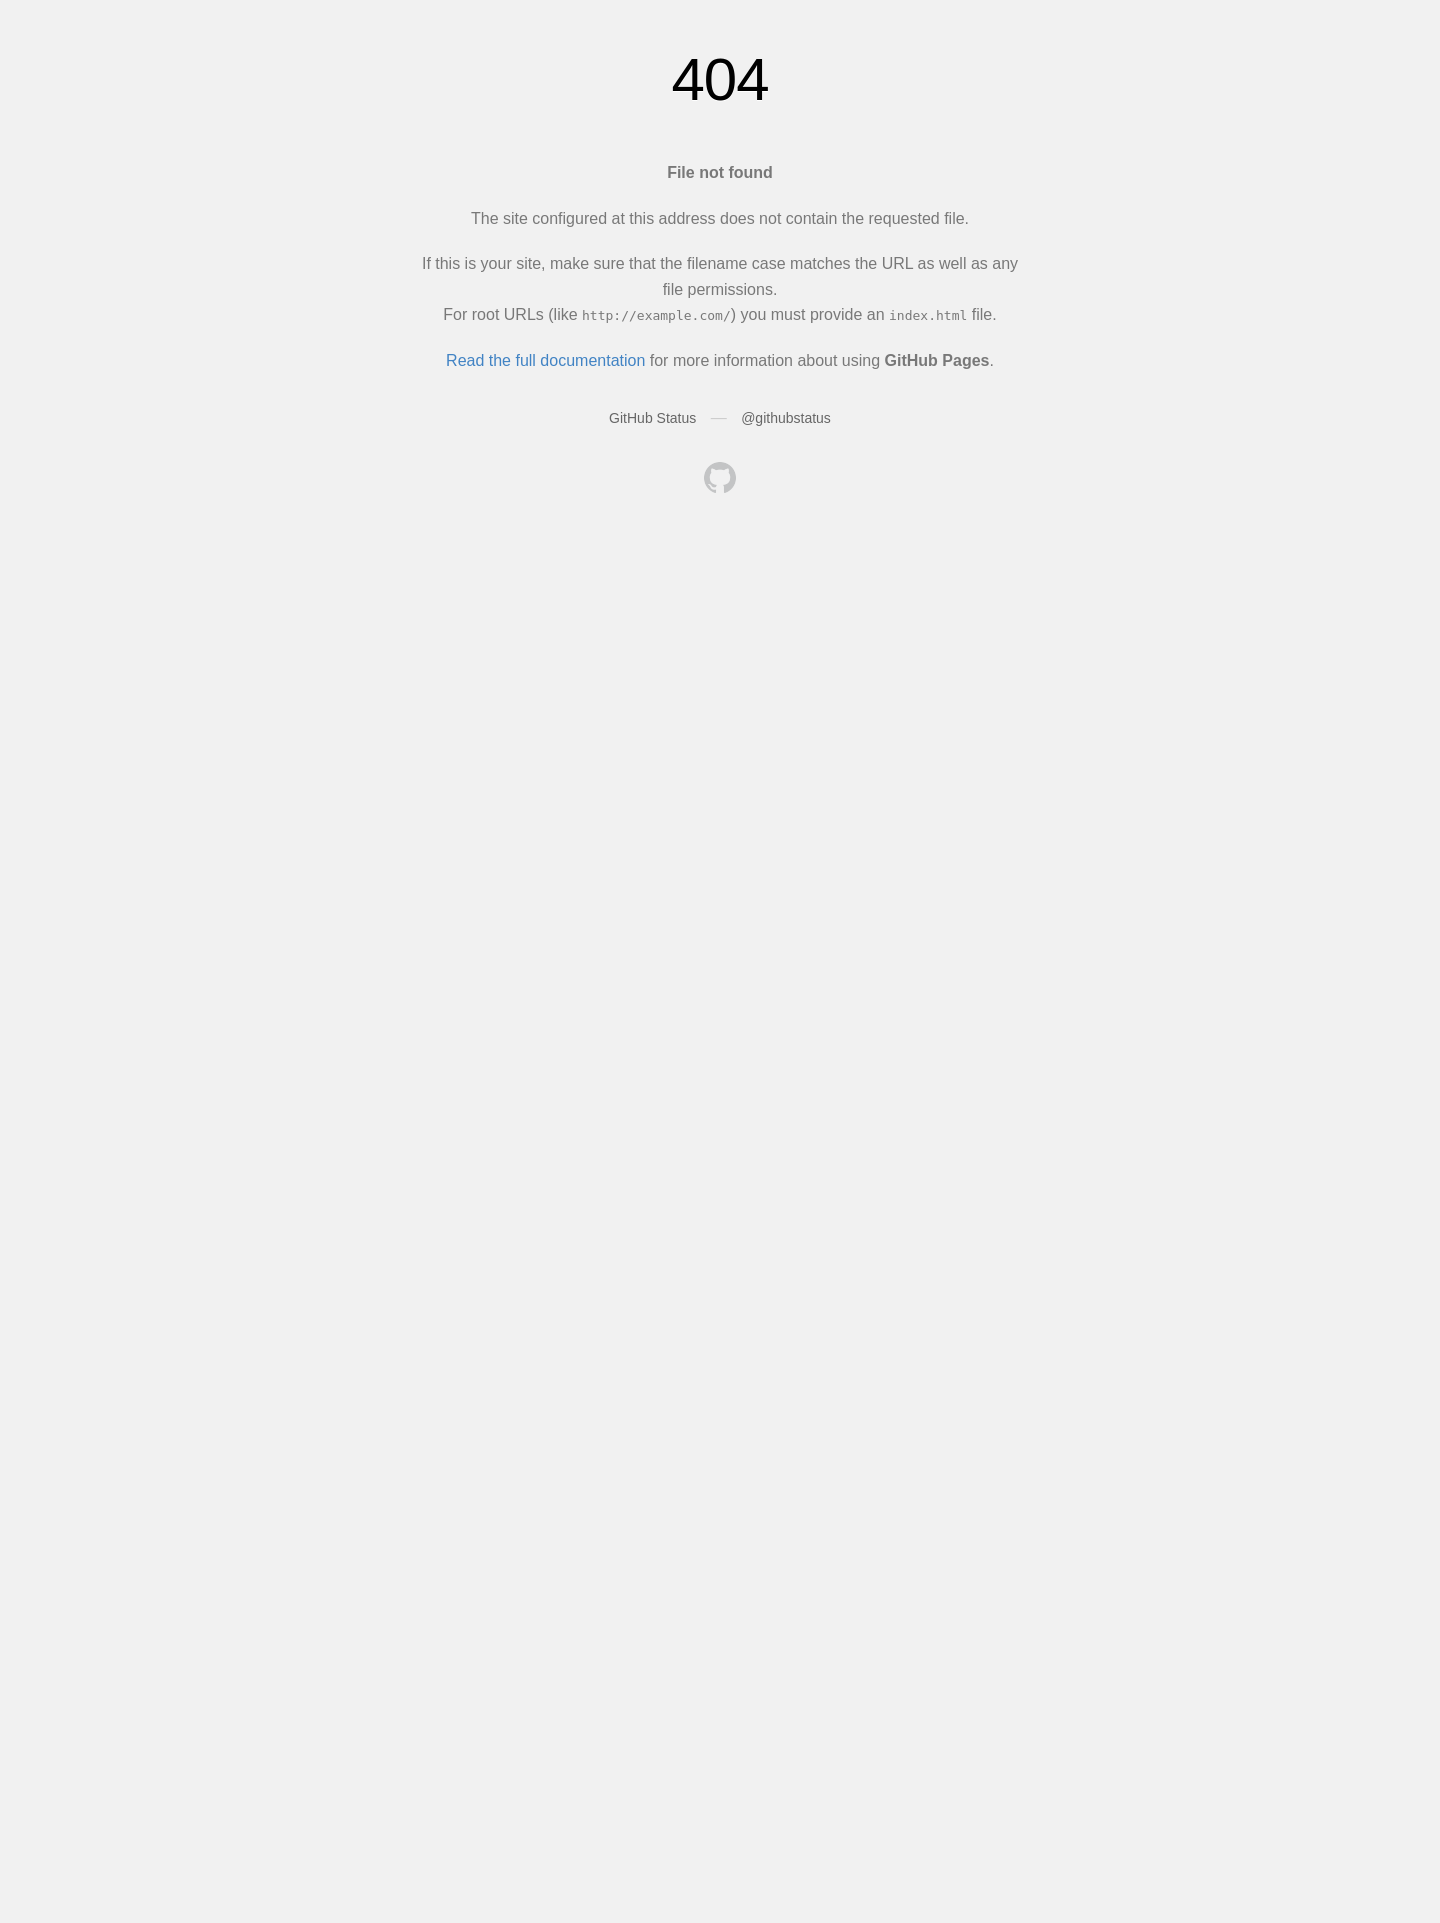 404
File not found
The site configured at this address does not contain the requested file.
If this is your site, make sure that the filename case matches the URL as well as any
file permissions.
For root URLs (like http://example.com/) you must provide an index.html file.
Read the full documentation for more information about using GitHub Pages.
GitHub Status — @githubstatus